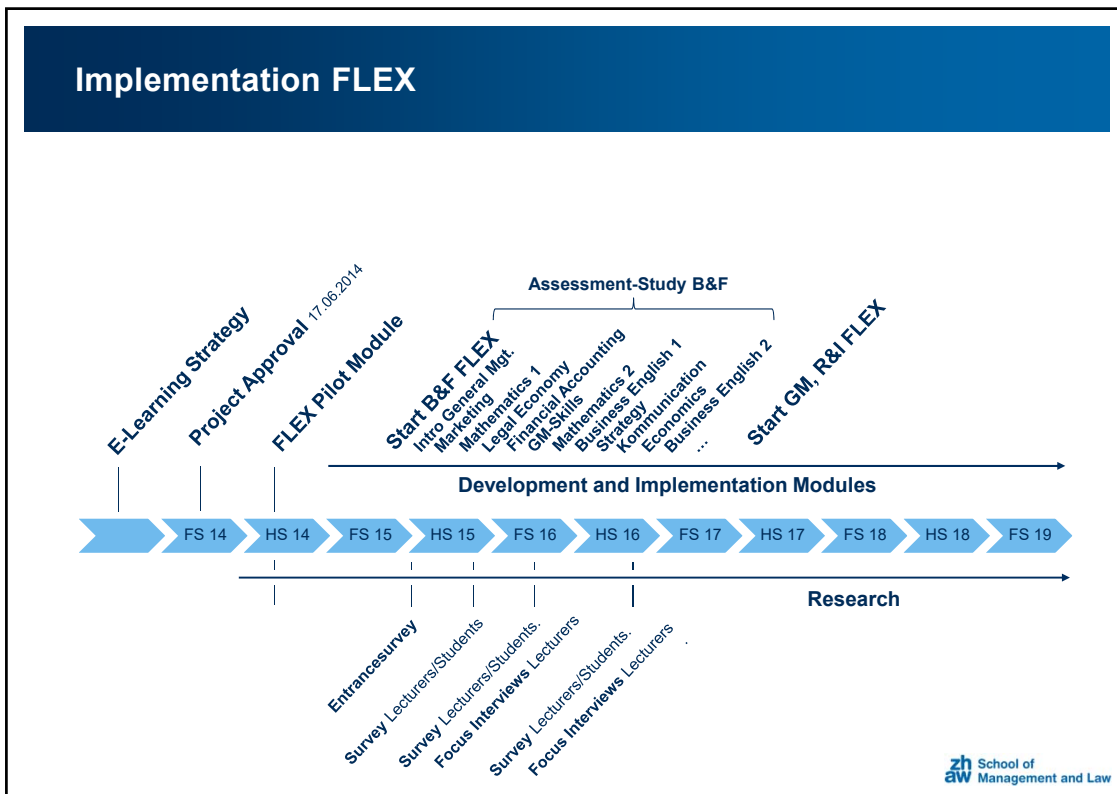 Implementation FLEX
E-Learning Strategy
Project Approval 17.06.2014
FLEX Pilot Module
Start B&F FLEX
Assessment-Study B&F
Intro General Mgt.
Marketing
Mathematics 1
Legal Economy
Financial Accounting
GM-Skills
Mathematics 2
Business English 1
Strategy
Kommunication
Economics
Business English 2
...
Start GM, R&I FLEX
Development and Implementation Modules
FS 14
HS 14
FS 15
HS 15
FS 16
HS 16
FS 17
HS 17
FS 18
HS 18
FS 19
Research
Entrancesurvey
Survey Lecturers/Students
Survey Lecturers/Students.
Focus Interviews Lecturers
Survey Lecturers/Students.
Focus Interviews Lecturers
.
zh
aw
School of
Management and Law